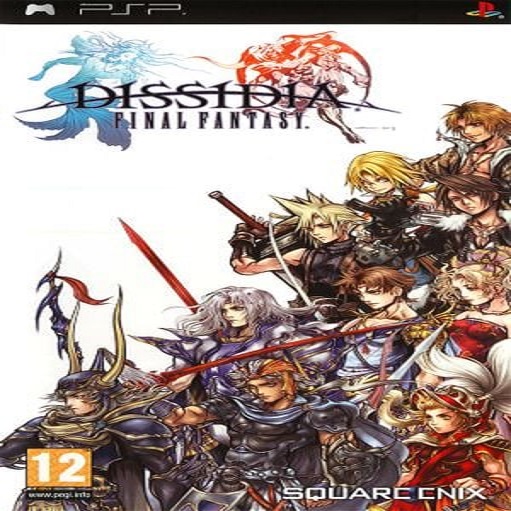 PSP
DISSIDIA
FINAL FANTASY
12
www.pegi.info
SQUARE ENIX